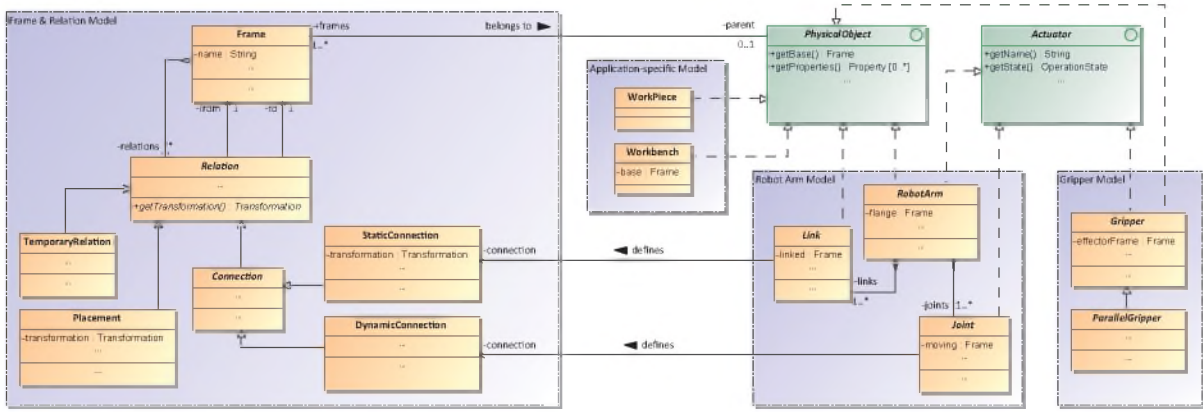 Frame & Relation Model
Frame
-name : String
...
...
+frames
1..*
belongs to
-parent
0..1
-from 1
-to 1
-relations *
Relation
...
+getTransformation() : Transformation
TemporaryRelation
...
...
Placement
-transformation : Transformation
...
...
Connection
...
...
StaticConnection
-transformation : Transformation
...
...
DynamicConnection
...
...
-connection
defines
-connection
defines
PhysicalObject
+getBase() : Frame
+getProperties() : Property [0..*]
...
Actuator
+getName() : String
+getState() : OperationState
...
Application-specific Model
WorkPiece
Workbench
-base : Frame
Robot Arm Model
RobotArm
-flange : Frame
...
...
Link
-linked : Frame
...
...
-links
1..*
-joints 1..*
Joint
-moving : Frame
...
...
Gripper Model
Gripper
-effectorFrame : Frame
...
...
ParallelGripper
...
...